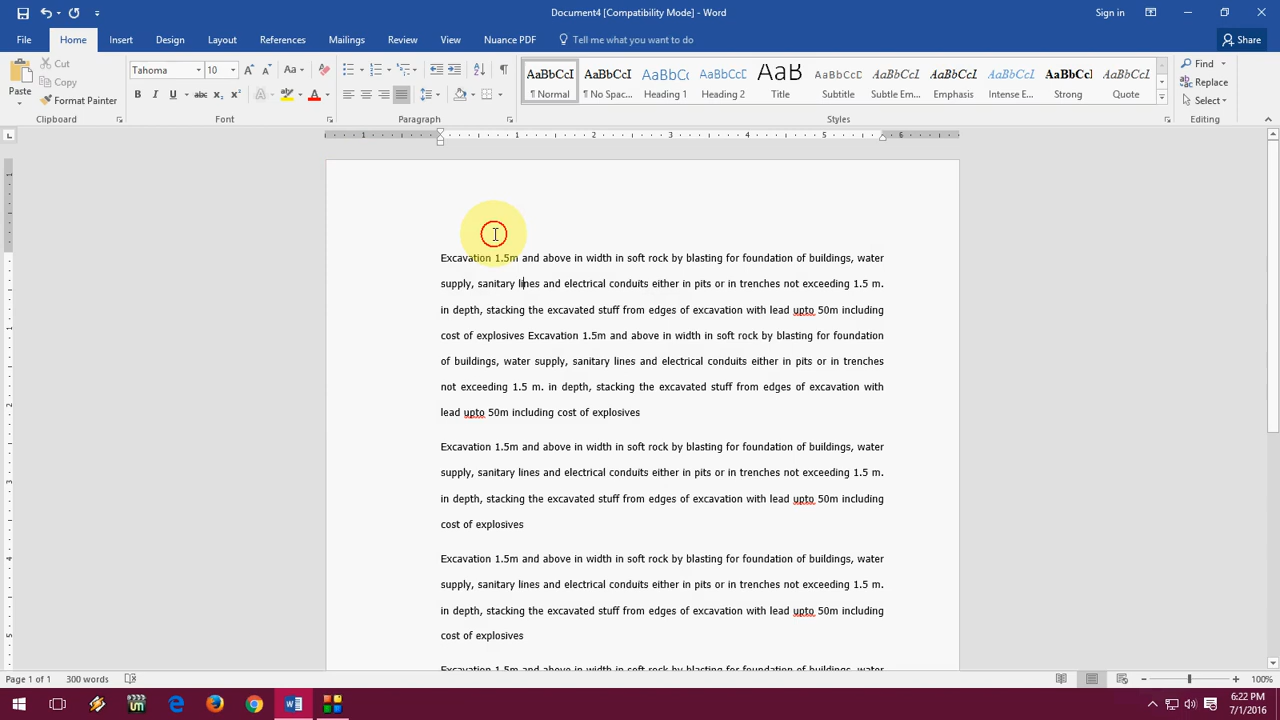 Document4 [Compatibility Mode] - Word
Sign in
File Home Insert Design Layout References Mailings Review View Nuance PDF Tell me what you want to do Share
Paste
Cut
Copy
Format Painter
Clipboard
Tahoma 10 Aa
B I U abc X₂ X² A A
Font
Paragraph
AaBbCcI AaBbCcI AaBbCc AaBbCcD AaB AaBbCcD AaBbCcI AaBbCcI AaBbCcI AaBbCcI AaBbCcI
¶ Normal ¶ No Spac... Heading 1 Heading 2 Title Subtitle Subtle Em... Emphasis Intense E... Strong Quote
Styles
Find
Replace
Select
Editing
1 1 2 3 4 5 6
Excavation 1.5m and above in width in soft rock by blasting for foundation of buildings, water
supply, sanitary lines and electrical conduits either in pits or in trenches not exceeding 1.5 m.
in depth, stacking the excavated stuff from edges of excavation with lead upto 50m including
cost of explosives Excavation 1.5m and above in width in soft rock by blasting for foundation
of buildings, water supply, sanitary lines and electrical conduits either in pits or in trenches
not exceeding 1.5 m. in depth, stacking the excavated stuff from edges of excavation with
lead upto 50m including cost of explosives
Excavation 1.5m and above in width in soft rock by blasting for foundation of buildings, water
supply, sanitary lines and electrical conduits either in pits or in trenches not exceeding 1.5 m.
in depth, stacking the excavated stuff from edges of excavation with lead upto 50m including
cost of explosives
Excavation 1.5m and above in width in soft rock by blasting for foundation of buildings, water
supply, sanitary lines and electrical conduits either in pits or in trenches not exceeding 1.5 m.
in depth, stacking the excavated stuff from edges of excavation with lead upto 50m including
cost of explosives
Excavation 1.5m and above in width in soft rock by blasting for foundation of buildings, water
Page 1 of 1 300 words 100%
6:22 PM
7/1/2016